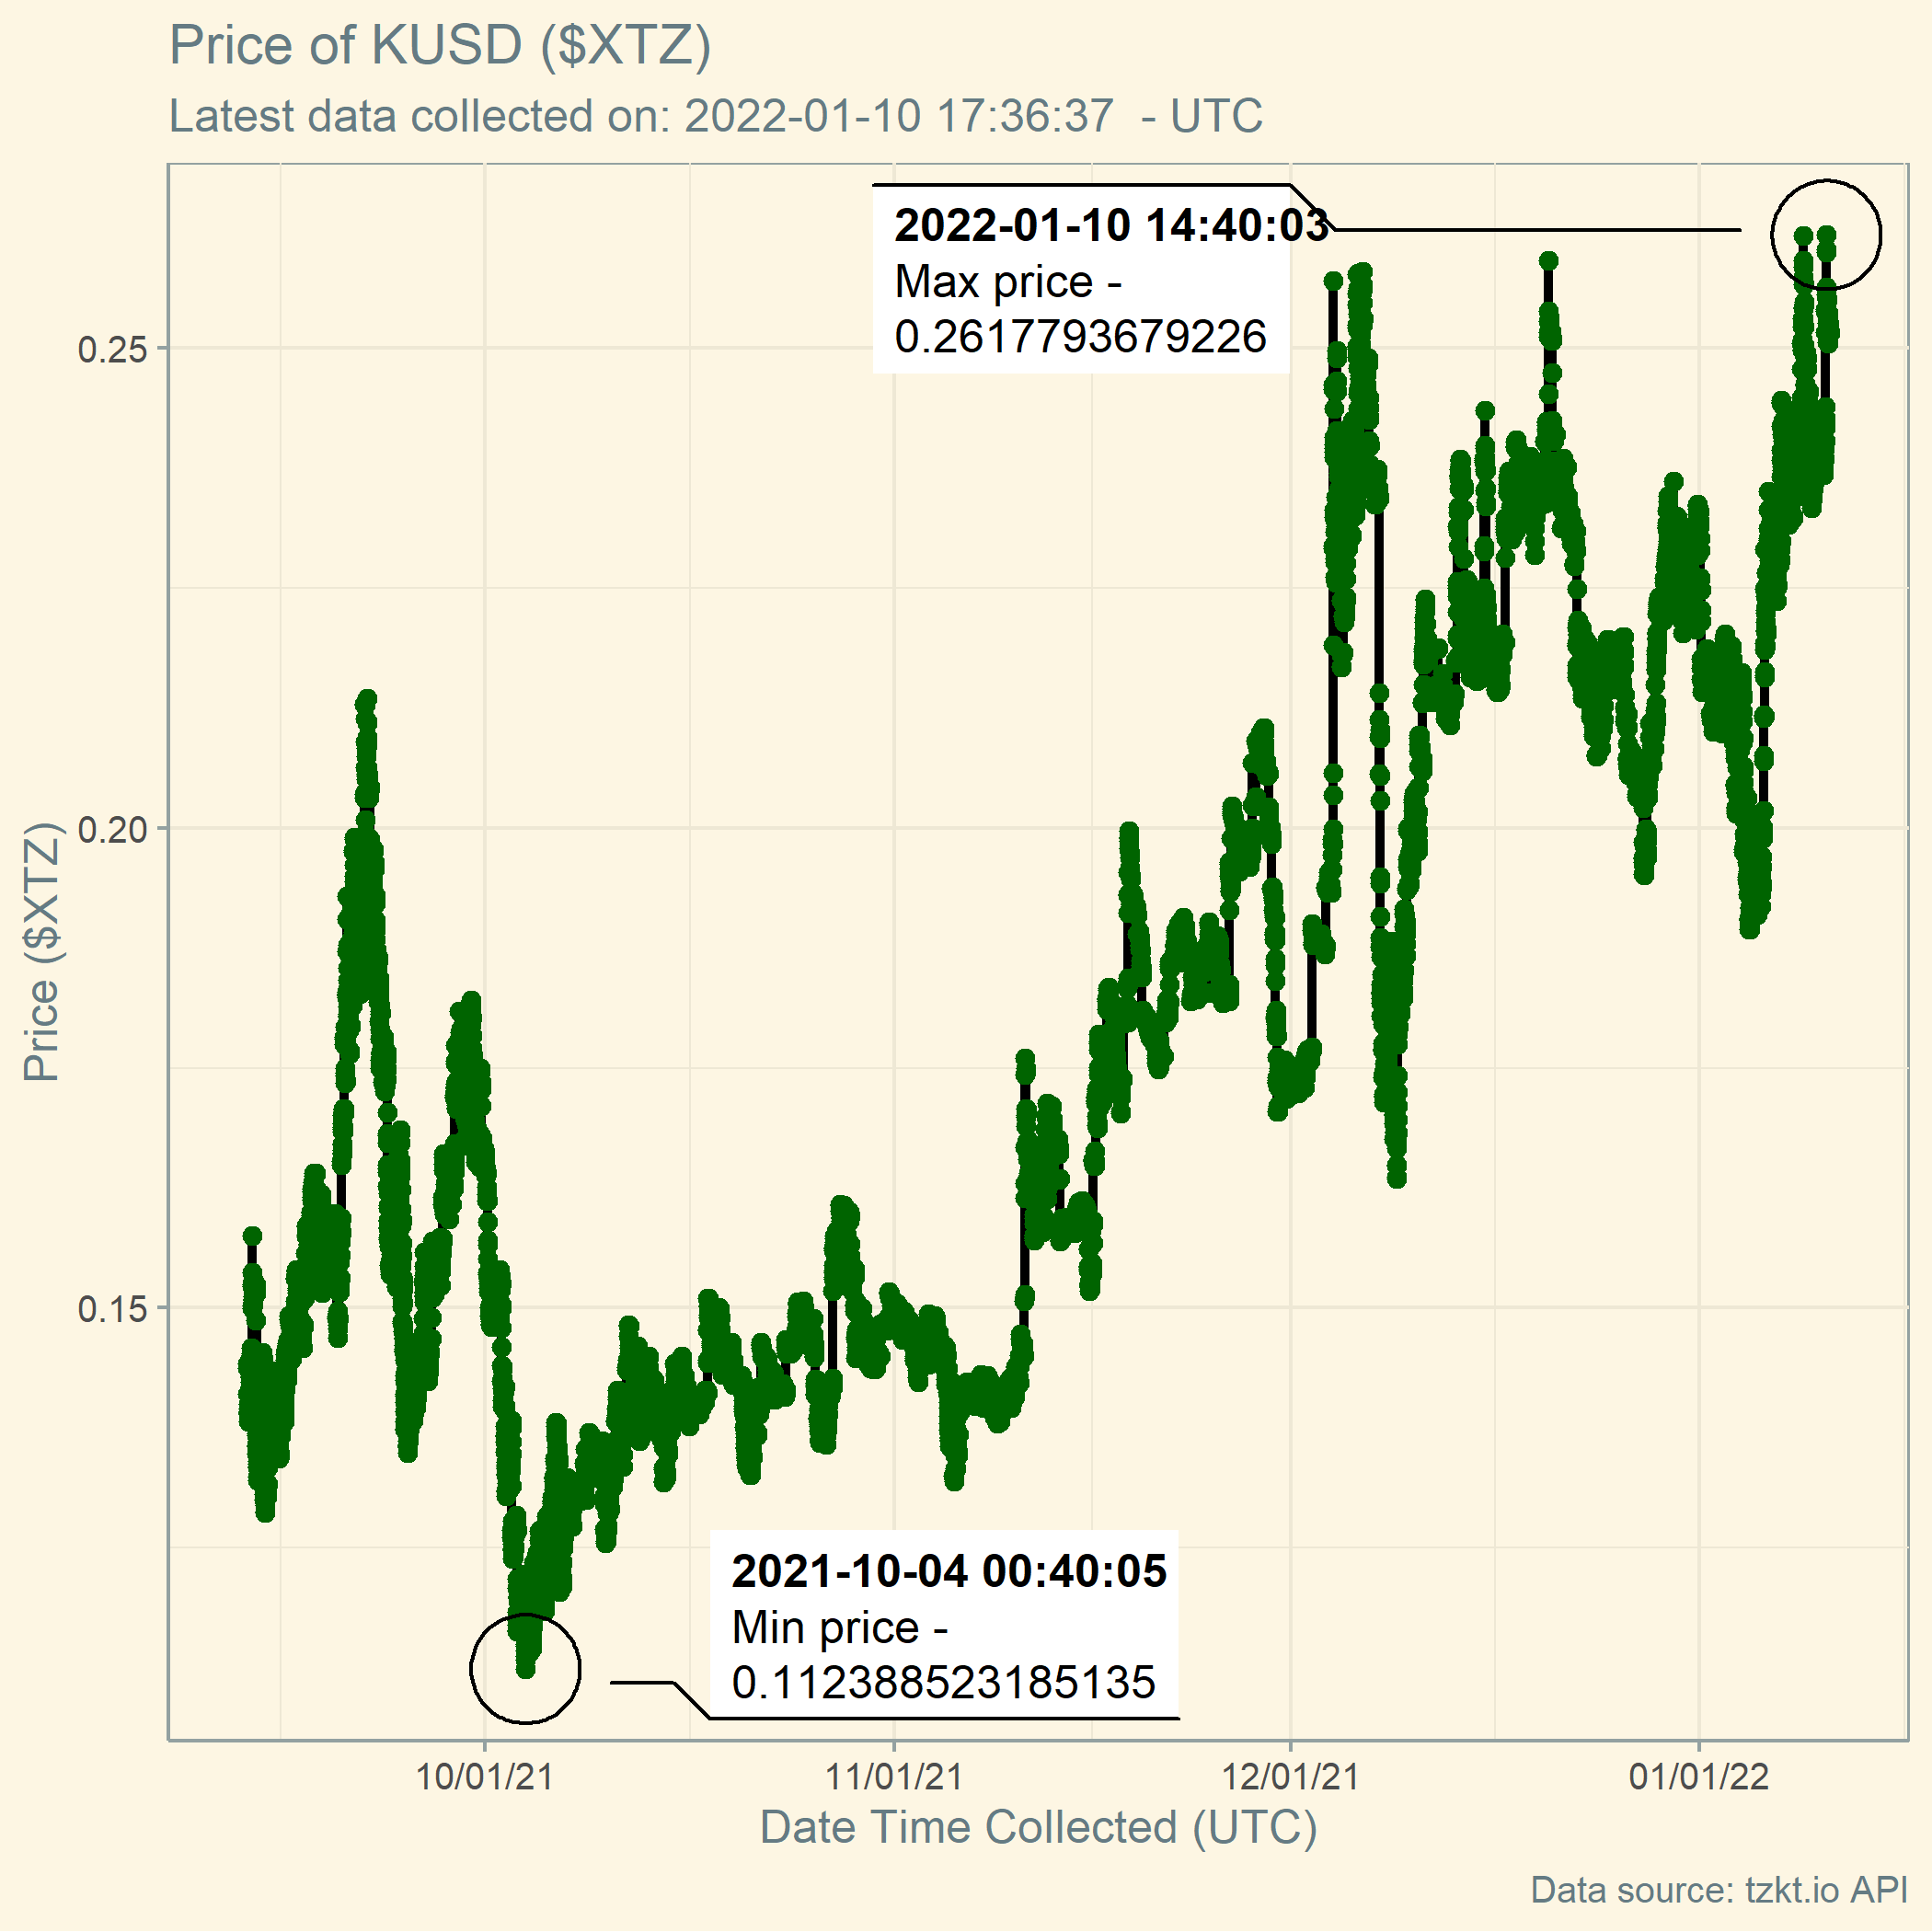 Price of KUSD ($XTZ)
Latest data collected on: 2022-01-10 17:36:37  - UTC
2022-01-10 14:40:03
Max price -
0.2617793679226
0.25
0.20
0.15
Price ($XTZ)
2021-10-04 00:40:05
Min price -
0.112388523185135
10/01/21
11/01/21
12/01/21
01/01/22
Date Time Collected (UTC)
Data source: tzkt.io API